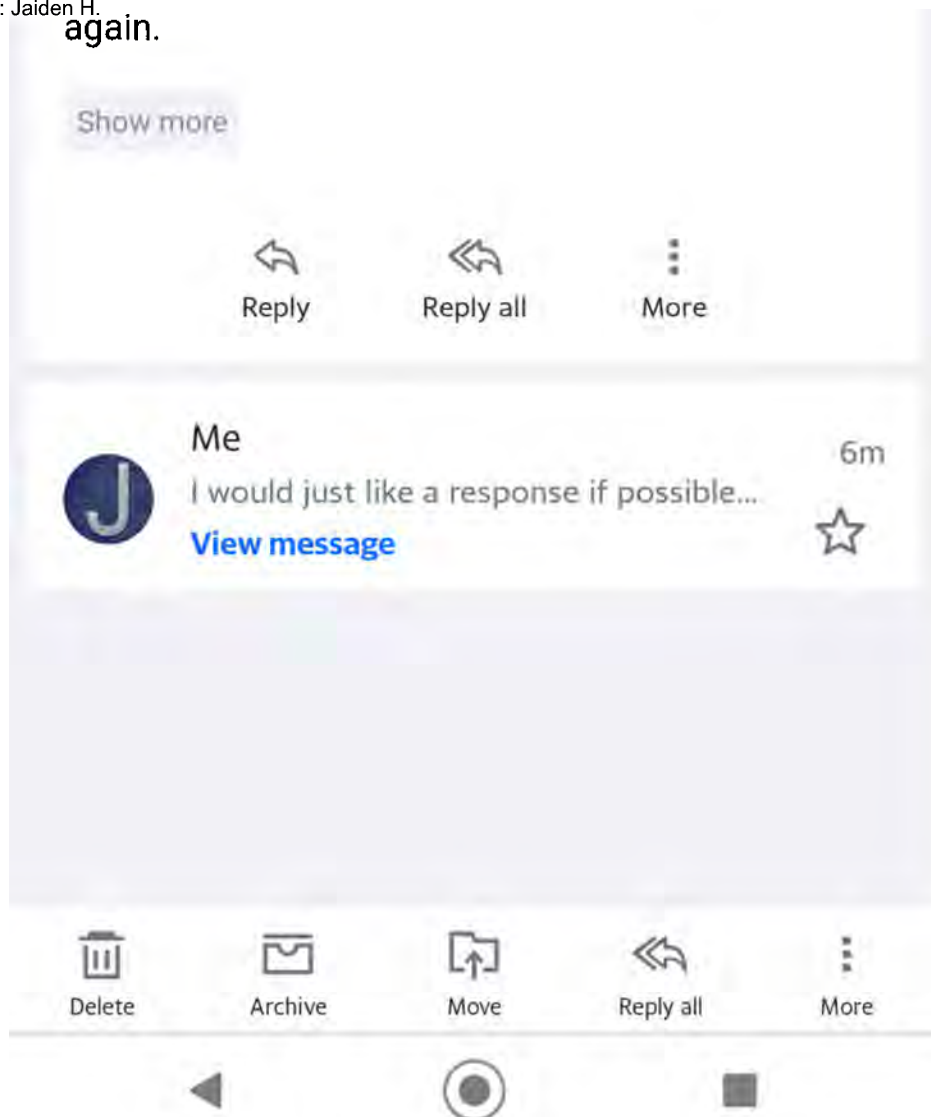 : Jaiden H.
again.
Show more
Reply Reply all More
Me
6m
J
I would just like a response if possible...
View message
Delete Archive Move Reply all More